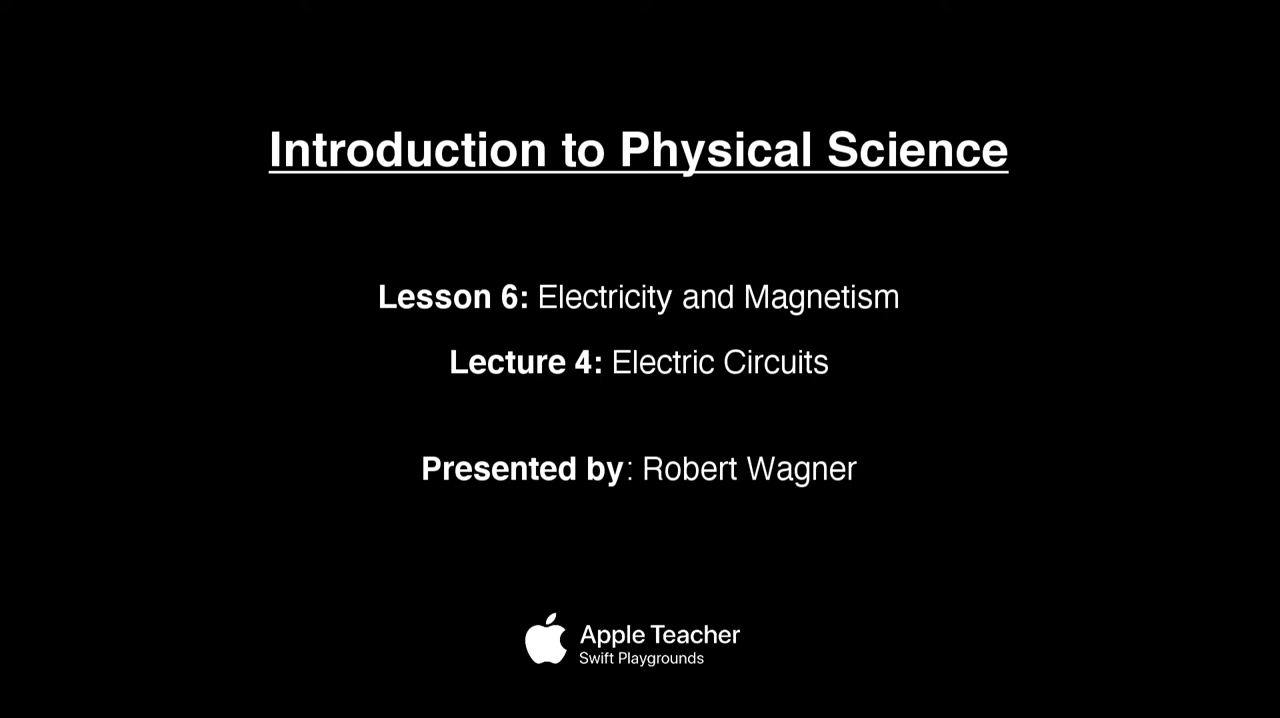 Introduction to Physical Science
Lesson 6: Electricity and Magnetism
Lecture 4: Electric Circuits
Presented by: Robert Wagner
Apple Teacher
Swift Playgrounds